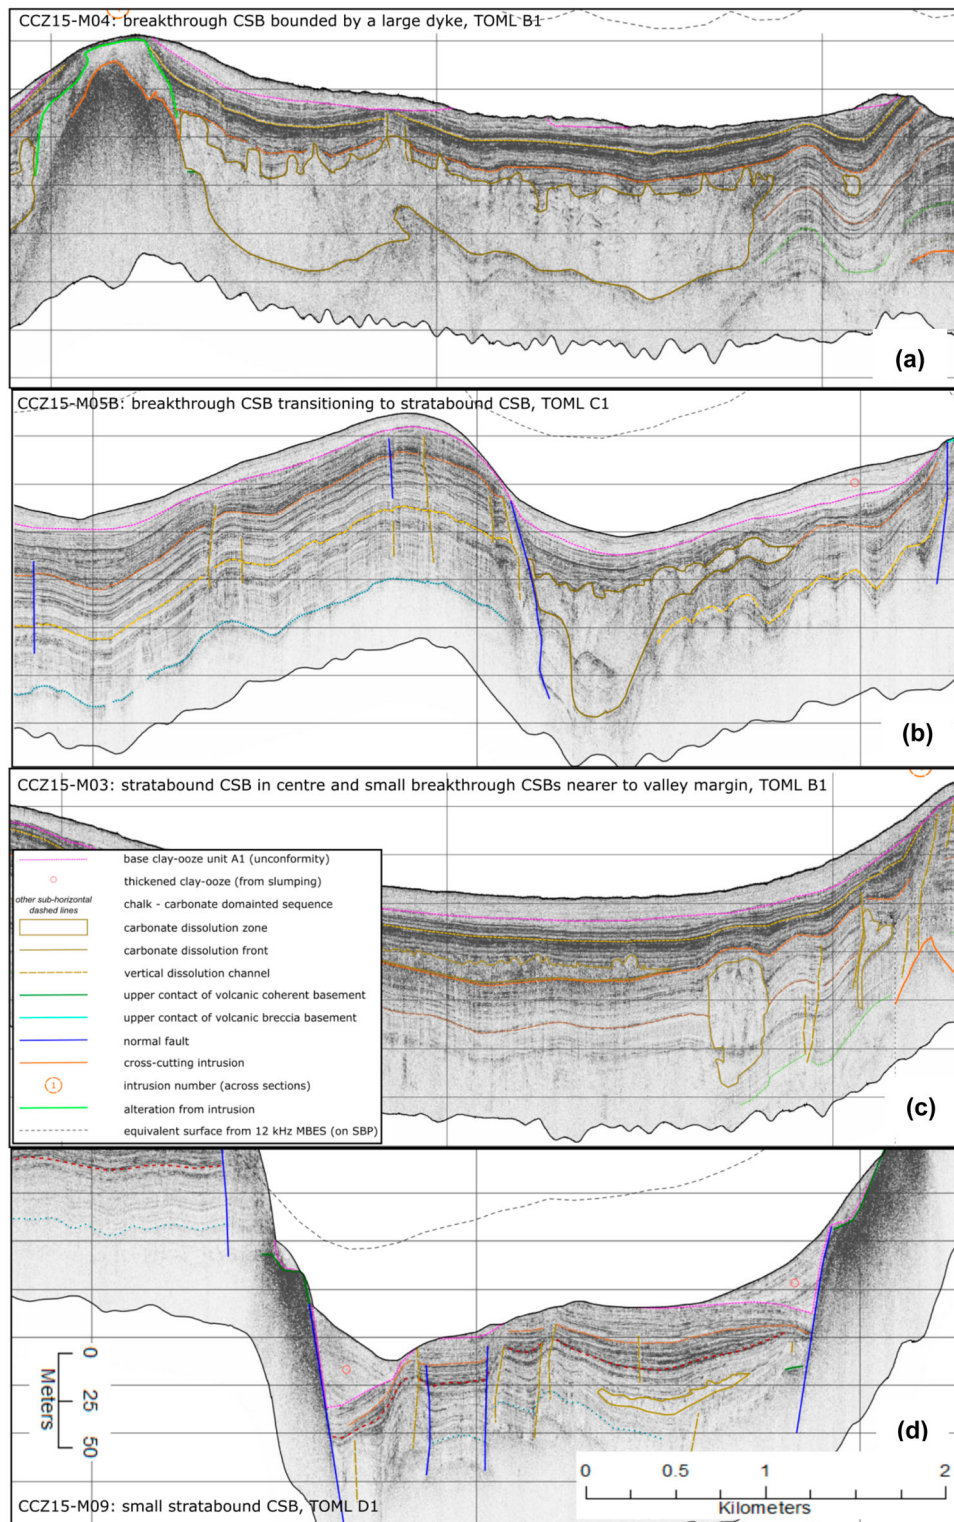 CCZ15-M04: breakthrough CSB bounded by a large dyke, TOML B1
(a)
CCZ15-M05B: breakthrough CSB transitioning to stratabound CSB, TOML C1
(b)
CCZ15-M03: stratabound CSB in centre and small breakthrough CSBs nearer to valley margin, TOML B1
base clay-ooze unit A1 (unconformity)
thickened clay-ooze (from slumping)
other sub-horizontal
dashed lines
chalk - carbonate domainted sequence
carbonate dissolution zone
carbonate dissolution front
vertical dissolution channel
upper contact of volcanic coherent basement
upper contact of volcanic breccia basement
normal fault
cross-cutting intrusion
1
intrusion number (across sections)
alteration from intrusion
equivalent surface from 12 kHz MBES (on SBP)
(c)
0
25
50
Meters
(d)
0 0.5 1 2
Kilometers
CCZ15-M09: small stratabound CSB, TOML D1